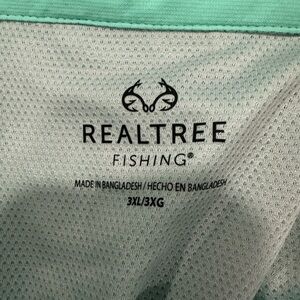 REALTREE
FISHING®
MADE IN BANGLADESH / HECHO EN BANGLADESH
3XL/3XG